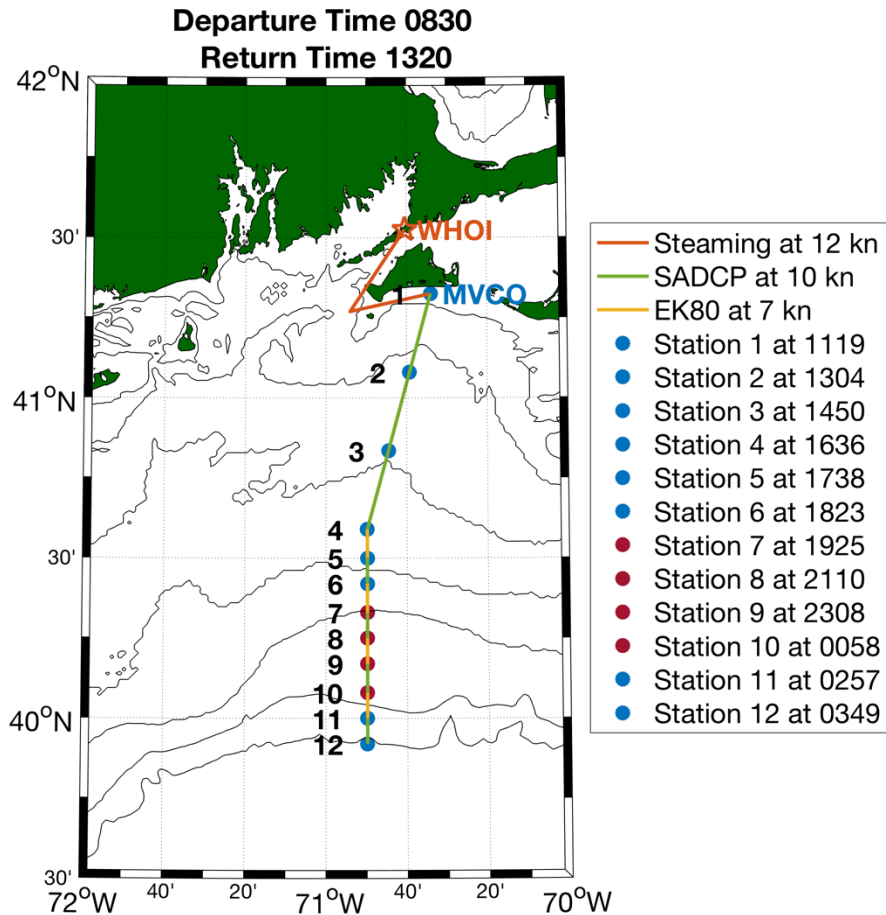 Departure Time 0830
Return Time 1320
42°N
30'
41°N
30'
40°N
30'
72°W
40'
20'
71°W
40'
20'
70°W
WHOI
1 MVCO
2
3
4
5
6
7
8
9
10
11
12
Steaming at 12 kn
SADCP at 10 kn
EK80 at 7 kn
Station 1 at 1119
Station 2 at 1304
Station 3 at 1450
Station 4 at 1636
Station 5 at 1738
Station 6 at 1823
Station 7 at 1925
Station 8 at 2110
Station 9 at 2308
Station 10 at 0058
Station 11 at 0257
Station 12 at 0349